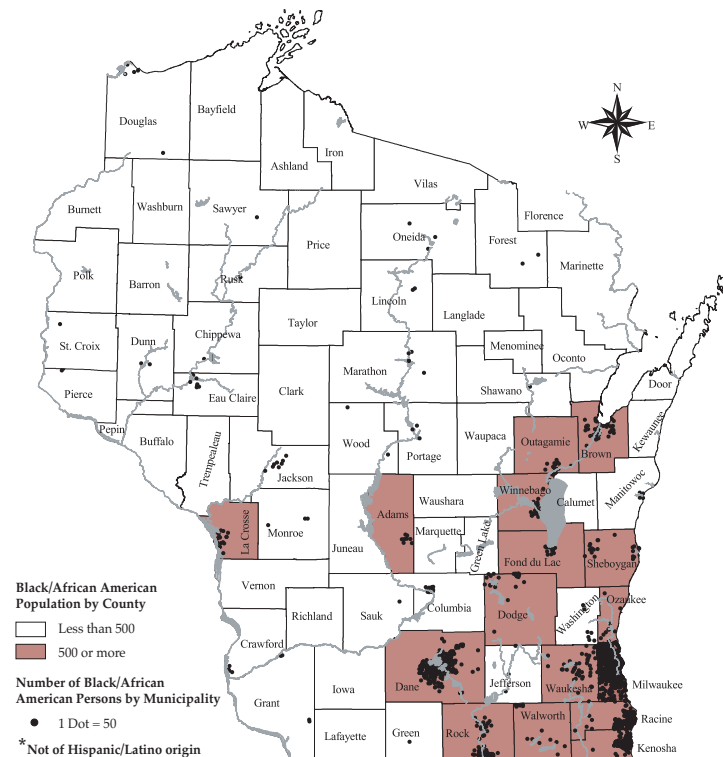 N
W E
S
Douglas
Bayfield
Ashland
Iron
Vilas
Burnett
Washburn
Sawyer
Price
Oneida
Forest
Florence
Marinette
Polk
Barron
Rusk
Lincoln
Langlade
Taylor
Chippewa
St. Croix
Dunn
Menominee
Oconto
Marathon
Shawano
Door
Pierce
Eau Claire
Clark
Pepin
Buffalo
Trempealeau
Wood
Portage
Waupaca
Outagamie
Brown
Kewaunee
Jackson
Adams
Waushara
Winnebago
Calumet
Manitowoc
La Crosse
Monroe
Juneau
Marquette
Green Lake
Fond du Lac
Sheboygan
Vernon
Richland
Sauk
Columbia
Dodge
Washington
Ozaukee
Crawford
Dane
Jefferson
Waukesha
Milwaukee
Grant
Iowa
Lafayette
Green
Rock
Walworth
Racine
Kenosha
Black/African American
Population by County
Less than 500
500 or more
Number of Black/African
American Persons by Municipality
1 Dot = 50
*Not of Hispanic/Latino origin